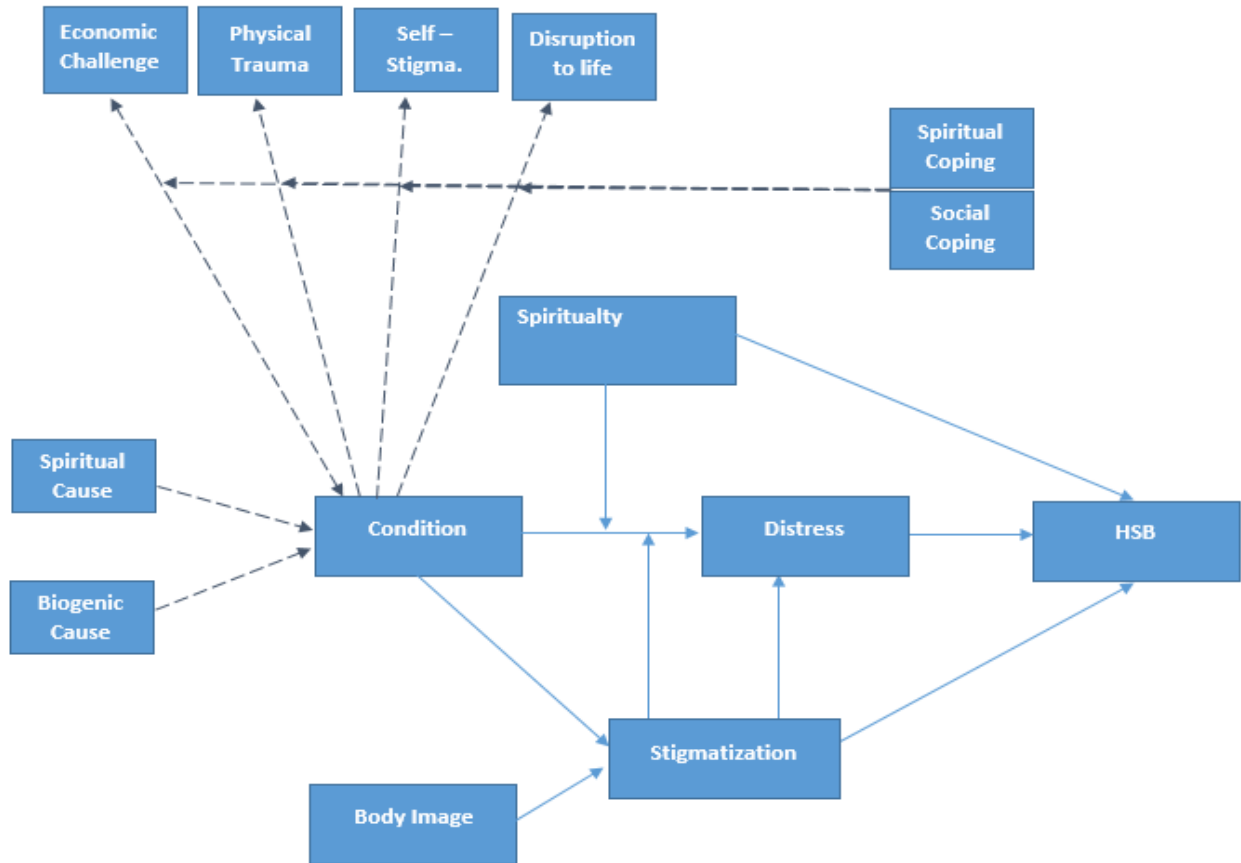 Economic
Challenge
Physical
Trauma
Self –
Stigma.
Disruption
to life
Spiritual
Coping
Social
Coping
Spiritualty
Spiritual
Cause
Condition
Distress
HSB
Biogenic
Cause
Stigmatization
Body Image